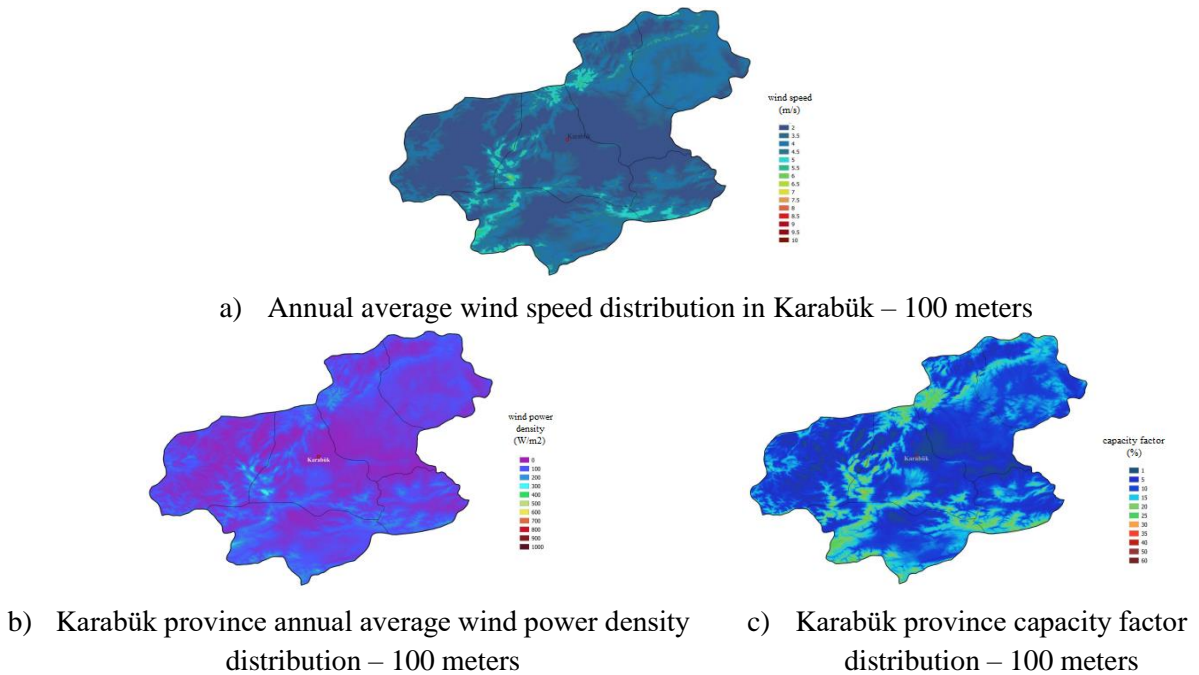 wind speed
(m/s)
2
3.5
4
4.5
5
5.5
6
6.5
7
7.5
8
8.5
9
9.5
10
Karabük
a) Annual average wind speed distribution in Karabük – 100 meters
wind power
density
(W/m2)
0
100
200
300
400
500
600
700
800
900
1000
Karabük
capacity factor
(%)
1
5
10
15
20
25
30
35
40
50
60
Karabük
b) Karabük province annual average wind power density
distribution – 100 meters
c) Karabük province capacity factor
distribution – 100 meters